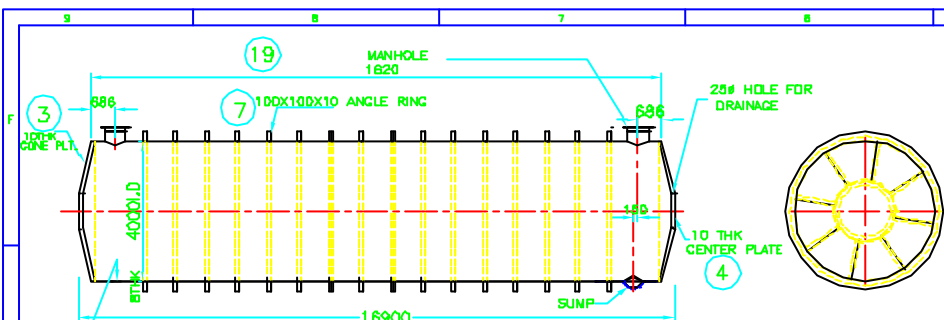 9
8
7
6
F
19
MANHOLE
1620
686
3
7
100X100X10 ANGLE RING
686
25ø HOLE FOR
DRAINAGE
10THK
CONE PLT.
4000I.D
150
10 THK
CENTER PLATE
4
8THK
SUMP
16900